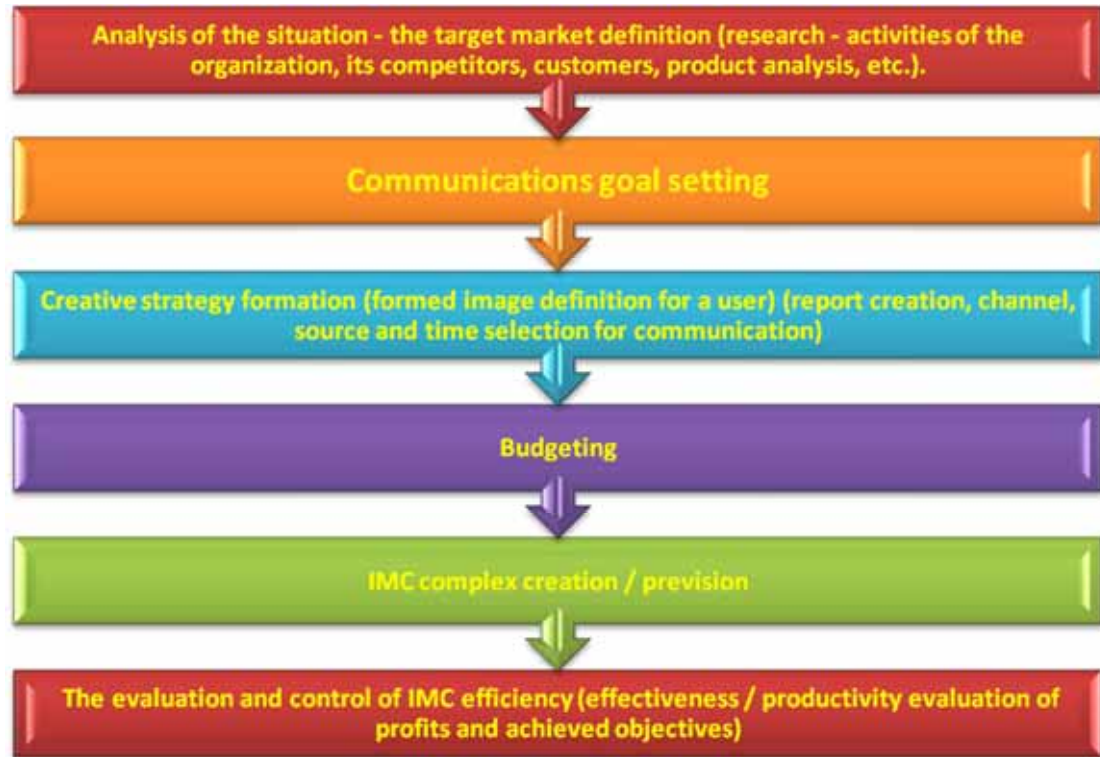 Analysis of the situation - the target market definition (research - activities of the
organization, its competitors, customers, product analysis, etc.).
Communications goal setting
Creative strategy formation (formed image definition for a user) (report creation, channel,
source and time selection for communication)
Budgeting
IMC complex creation / prevision
The evaluation and control of IMC efficiency (effectiveness / productivity evaluation of
profits and achieved objectives)